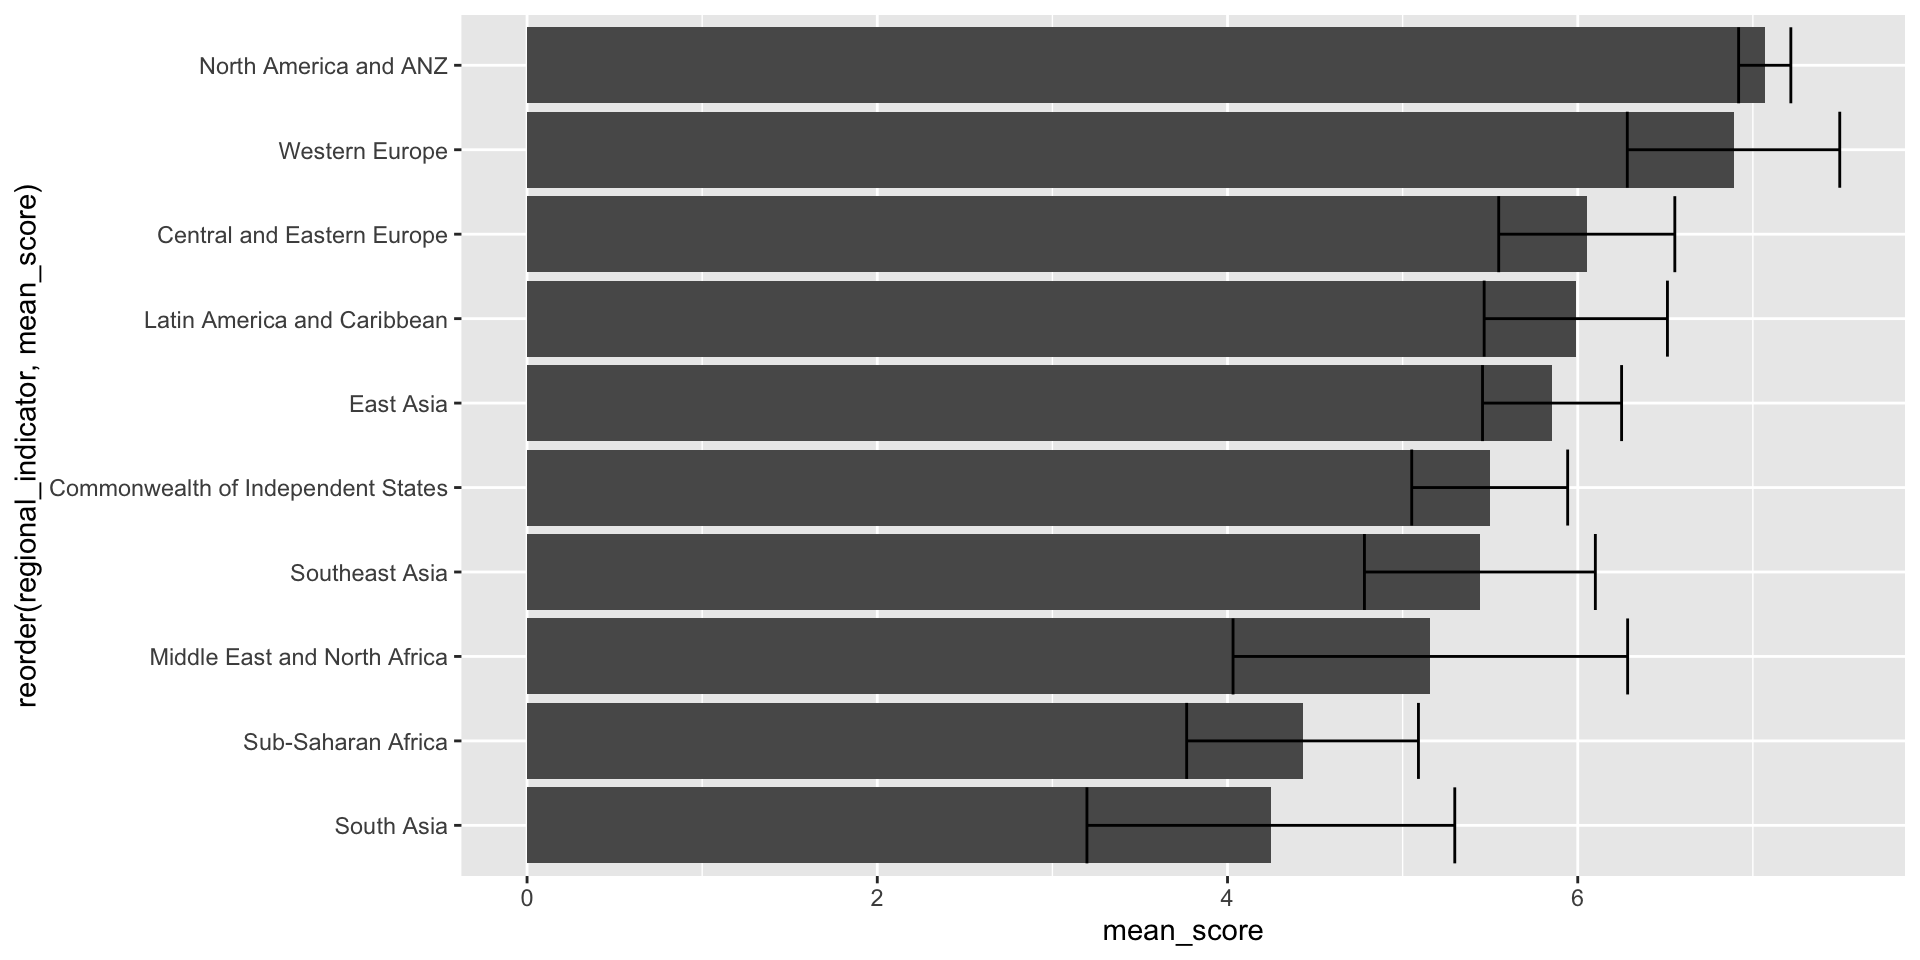 reorder(regional_indicator, mean_score)
North America and ANZ
Western Europe
Central and Eastern Europe
Latin America and Caribbean
East Asia
Commonwealth of Independent States
Southeast Asia
Middle East and North Africa
Sub-Saharan Africa
South Asia
0 2 4 6
mean_score